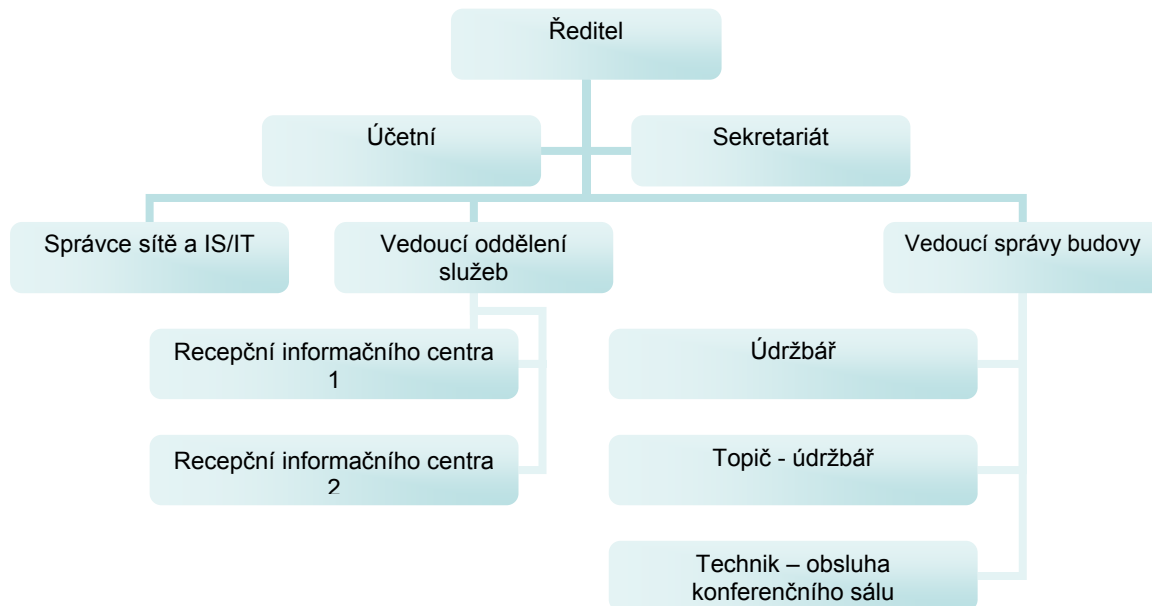 Ředitel
Účetní
Sekretariát
Správce sítě a IS/IT
Vedoucí oddělení
služeb
Vedoucí správy budovy
Recepční informačního centra
1
Recepční informačního centra
2
Údržbář
Topič - údržbář
Technik – obsluha
konferenčního sálu